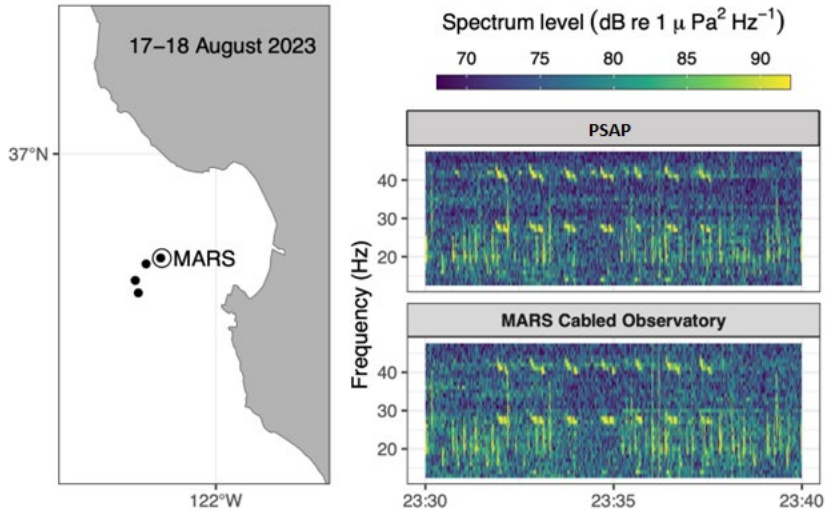 17–18 August 2023
37°N
MARS
122°W
Spectrum level (dB re 1 μ Pa² Hz⁻¹)
70 75 80 85 90
PSAP
40
30
20
MARS Cabled Observatory
40
30
20
Frequency (Hz)
23:30 23:35 23:40